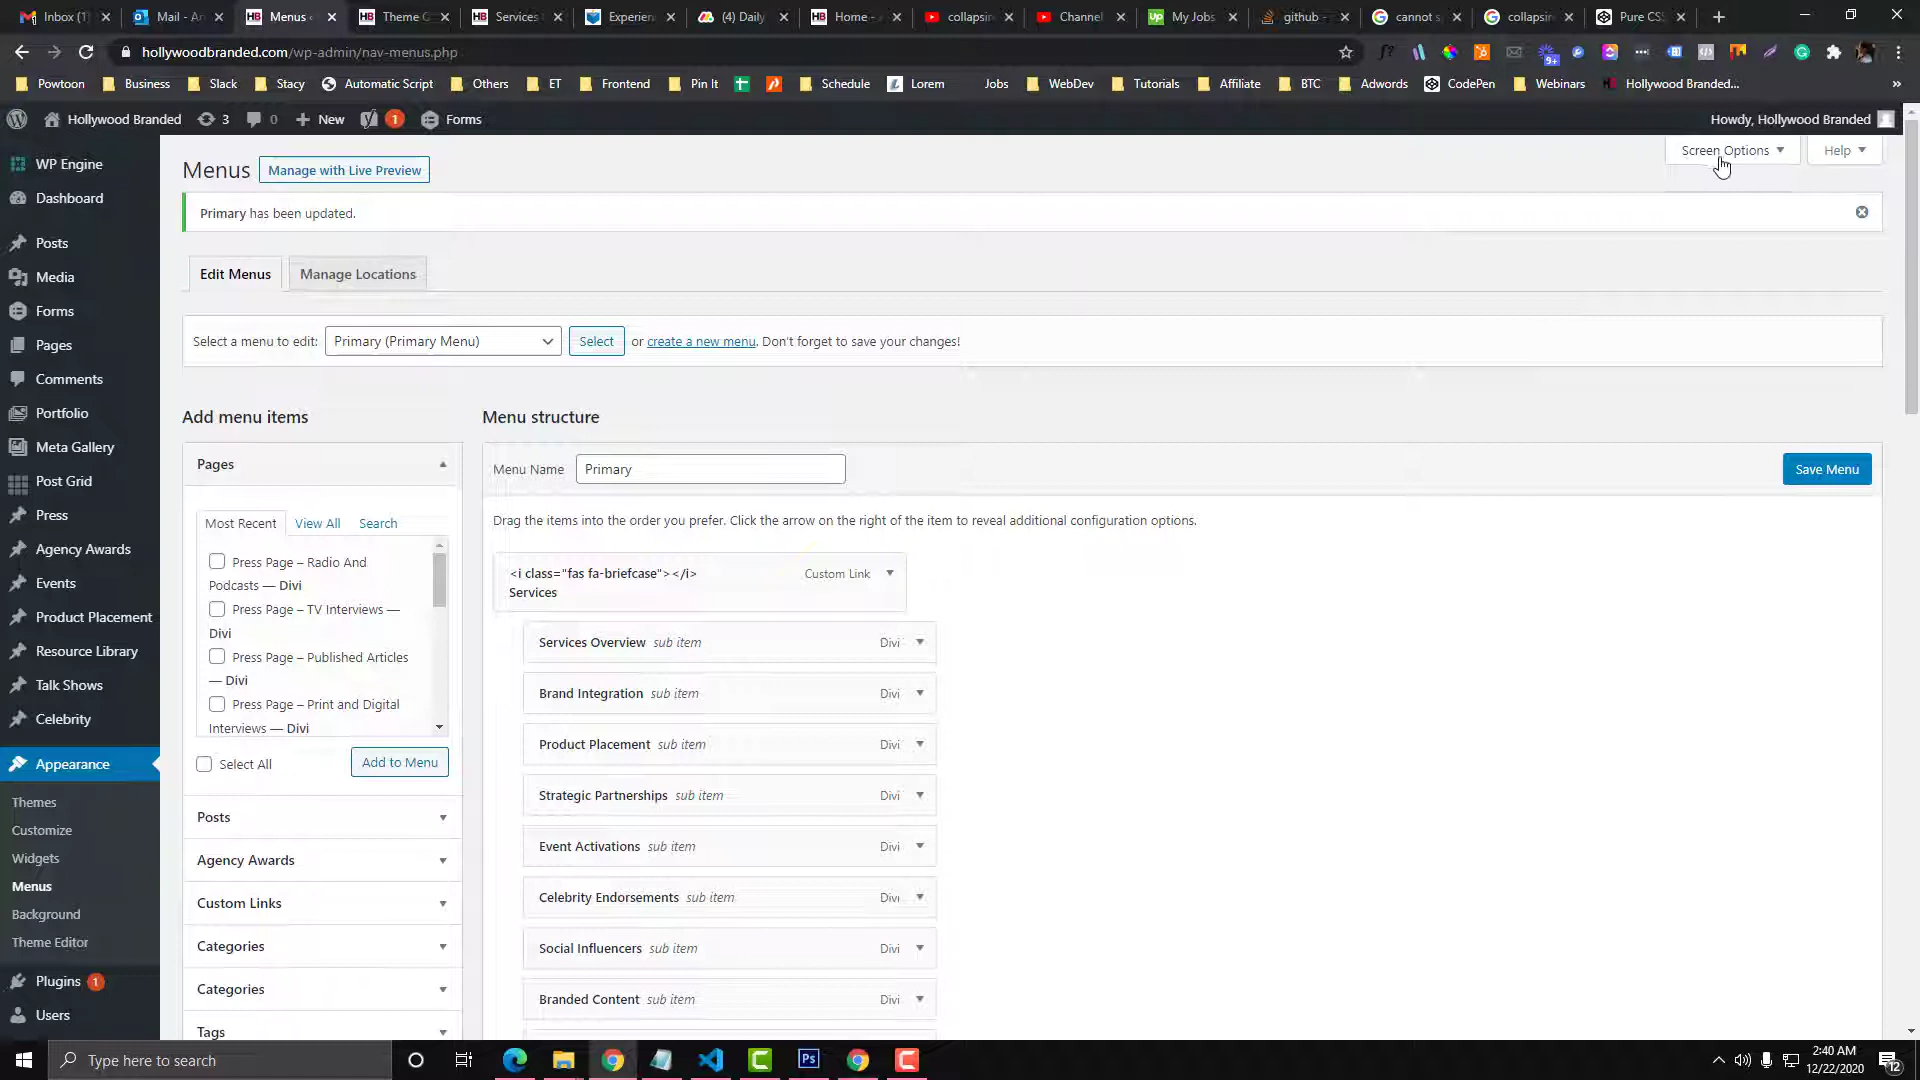 Inbox (1)
Mail - An
Menus ‹
Theme G
Services
Experien
(4) Daily
Home -
collapsin
Channel
My Jobs
github -
cannot s
collapsin
Pure CSS
hollywoodbranded.com/wp-admin/nav-menus.php
Powtoon
Business
Slack
Stacy
Automatic Script
Others
ET
Frontend
Pin It
Schedule
Lorem
Jobs
WebDev
Tutorials
Affiliate
BTC
Adwords
CodePen
Webinars
Hollywood Branded...
»
Hollywood Branded
3
0
New
1
Forms
Howdy, Hollywood Branded
WP Engine
Dashboard
Posts
Media
Forms
Pages
Comments
Portfolio
Meta Gallery
Post Grid
Press
Agency Awards
Events
Product Placement
Resource Library
Talk Shows
Celebrity
Appearance
Themes
Customize
Widgets
Menus
Background
Theme Editor
Plugins 1
Users
Screen Options
Help
Menus
Manage with Live Preview
Primary has been updated.
Edit Menus
Manage Locations
Select a menu to edit:
Primary (Primary Menu)
Select
or create a new menu. Don't forget to save your changes!
Add menu items
Pages
Most Recent
View All
Search
Press Page – Radio And
Podcasts — Divi
Press Page – TV Interviews —
Divi
Press Page – Published Articles
— Divi
Press Page – Print and Digital
Interviews — Divi
Select All
Add to Menu
Posts
Agency Awards
Custom Links
Categories
Categories
Tags
Menu structure
Menu Name
Primary
Save Menu
Drag the items into the order you prefer. Click the arrow on the right of the item to reveal additional configuration options.
<i class="fas fa-briefcase"></i>
Services
Custom Link
Services Overview sub item Divi
Brand Integration sub item Divi
Product Placement sub item Divi
Strategic Partnerships sub item Divi
Event Activations sub item Divi
Celebrity Endorsements sub item Divi
Social Influencers sub item Divi
Branded Content sub item Divi
Type here to search
2:40 AM
12/22/2020
12